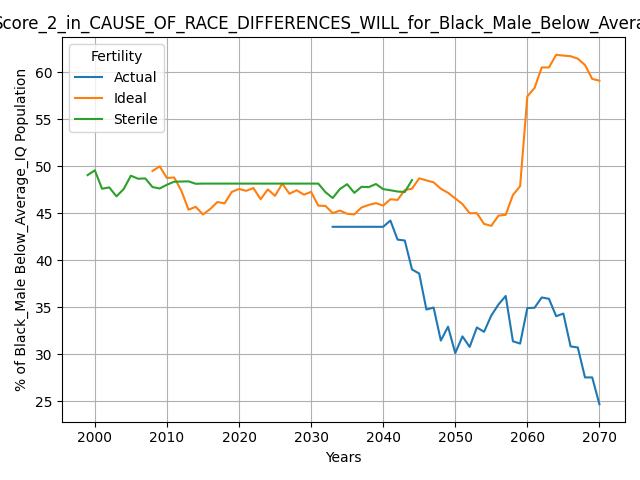 Score_2_in_CAUSE_OF_RACE_DIFFERENCES_WILL_for_Black_Male_Below_Avera
Fertility
Actual
Ideal
Sterile
% of Black_Male Below_Average_IQ Population
60
55
50
45
40
35
30
25
2000
2010
2020
2030
2040
2050
2060
2070
Years